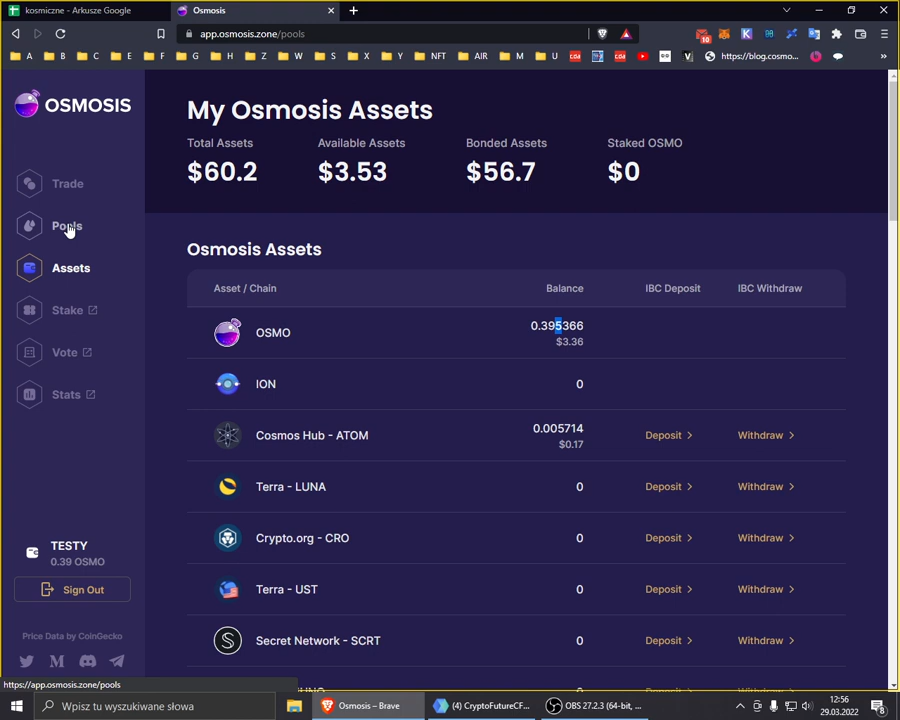 kosmiczne - Arkusze Google
Osmosis
app.osmosis.zone/pools
10
A B C E F G H Z W S X Y NFT AIR M U https://blog.cosmo... »
OSMOSIS
Trade
Pools
Assets
Stake
Vote
Stats
TESTY
0.39 OSMO
Sign Out
Price Data by CoinGecko
My Osmosis Assets
Total Assets Available Assets Bonded Assets Staked OSMO
$60.2 $3.53 $56.7 $0
Osmosis Assets
Asset / Chain Balance IBC Deposit IBC Withdraw
OSMO 0.395366
$3.36
ION 0
Cosmos Hub - ATOM 0.005714 Deposit > Withdraw >
$0.17
Terra - LUNA 0 Deposit > Withdraw >
Crypto.org - CRO 0 Deposit > Withdraw >
Terra - UST 0 Deposit > Withdraw >
Secret Network - SCRT 0 Deposit > Withdraw >
https://app.osmosis.zone/pools
Wpisz tu wyszukiwane słowa
Osmosis – Brave
(4) CryptoFutureCF...
OBS 27.2.3 (64-bit, ...
12:56
29.03.2022
8